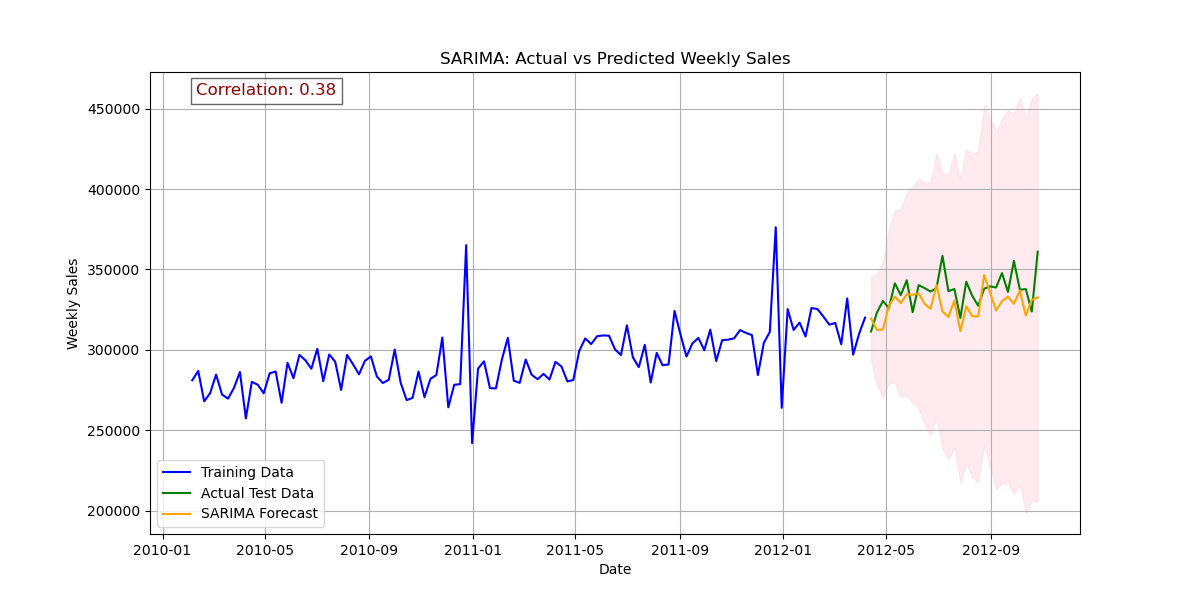 SARIMA: Actual vs Predicted Weekly Sales
Correlation: 0.38
Weekly Sales
450000
400000
350000
300000
250000
200000
Training Data
Actual Test Data
SARIMA Forecast
2010-01 2010-05 2010-09 2011-01 2011-05 2011-09 2012-01 2012-05 2012-09
Date